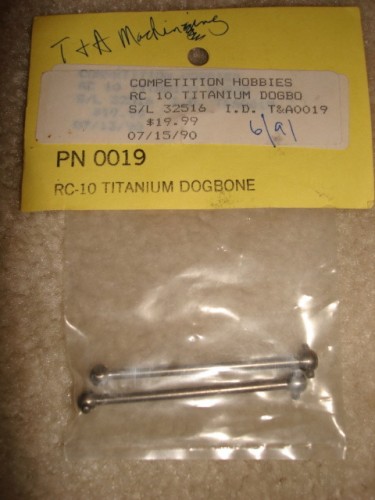 T & A Machining
COMPETITION HOBBIES
RC 10 TITANIUM DOGBO
S/L 32516 I.D. T&A0019
$19.99
07/15/90
6/91
PN 0019
RC-10 TITANIUM DOGBONE